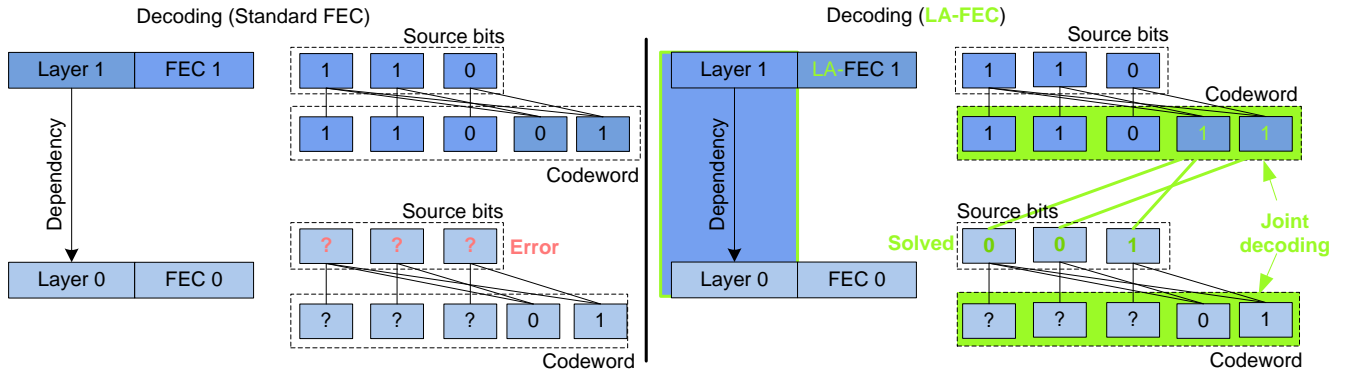 Decoding (Standard FEC)
Source bits
Layer 1 FEC 1
1 1 0
1 1 0 0 1
Codeword
Dependency
Source bits
? ? ? Error
Layer 0 FEC 0
? ? ? 0 1
Codeword
Decoding (LA-FEC)
Source bits
Layer 1 LA-FEC 1
1 1 0
Codeword
1 1 0 1 1
Dependency
Source bits
Solved 0 0 1
Joint
decoding
Layer 0 FEC 0
? ? ? 0 1
Codeword